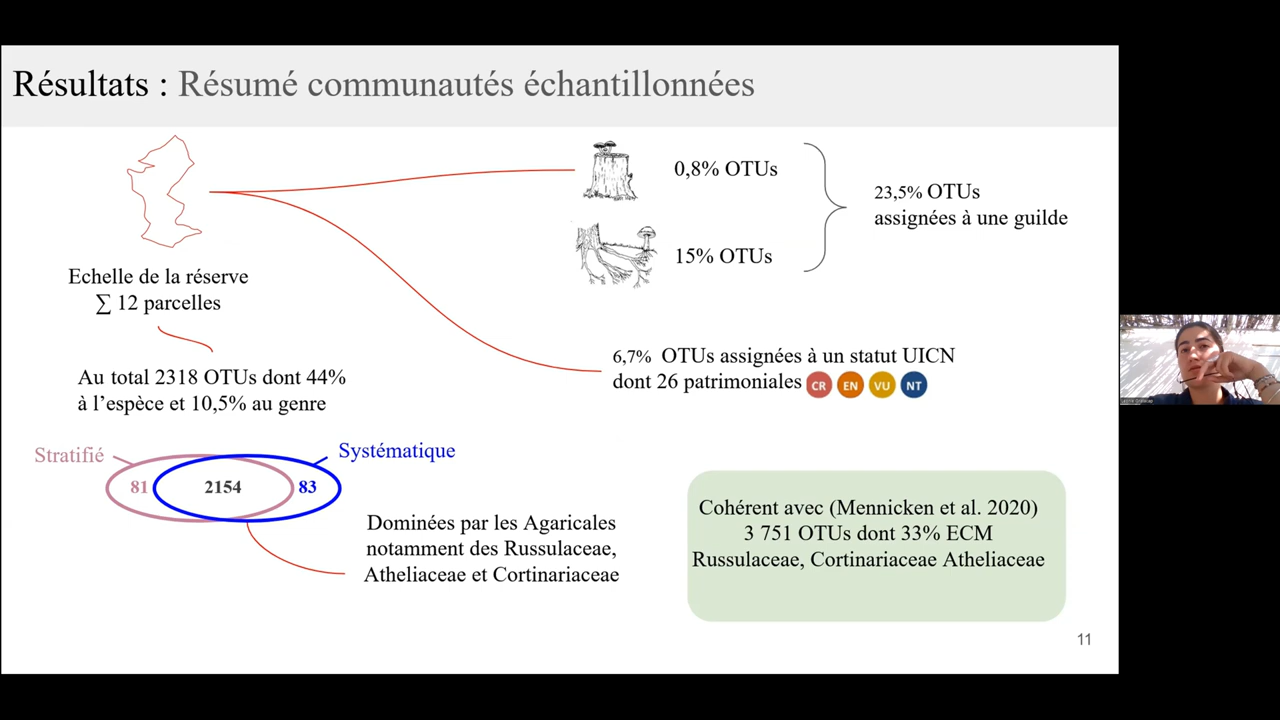 Résultats : Résumé communautés échantillonnées
0,8% OTUs
15% OTUs
23,5% OTUs
assignées à une guilde
Echelle de la réserve
∑ 12 parcelles
6,7% OTUs assignées à un statut UICN
dont 26 patrimoniales CR EN VU NT
Au total 2318 OTUs dont 44%
à l’espèce et 10,5% au genre
Stratifié
Systématique
81
2154
83
Dominées par les Agaricales
notamment des Russulaceae,
Atheliaceae et Cortinariaceae
Cohérent avec (Mennicken et al. 2020)
3 751 OTUs dont 33% ECM
Russulaceae, Cortinariaceae Atheliaceae
11